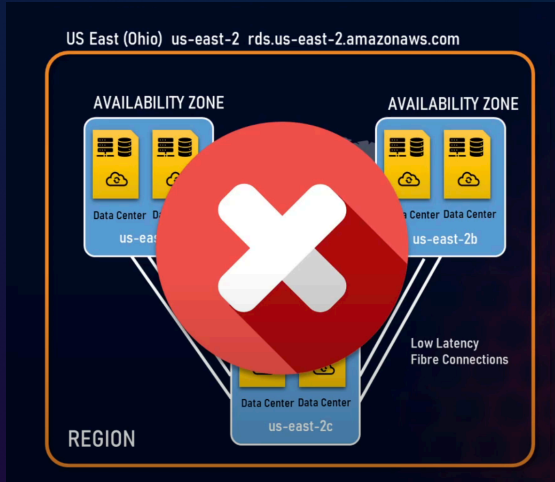 US East (Ohio) us-east-2 rds.us-east-2.amazonaws.com
AVAILABILITY ZONE
AVAILABILITY ZONE
Data Center
Center Data Center
us-east-2b
Low Latency
Fibre Connections
Data Center Data Center
us-east-2c
REGION